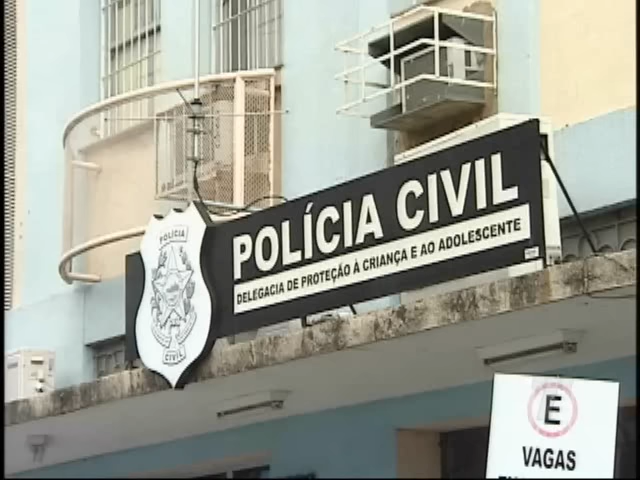 POLÍCIA CIVIL
DELEGACIA DE PROTEÇÃO À CRIANÇA E AO ADOLESCENTE
POLÍCIA
CIVIL
E
VAGAS